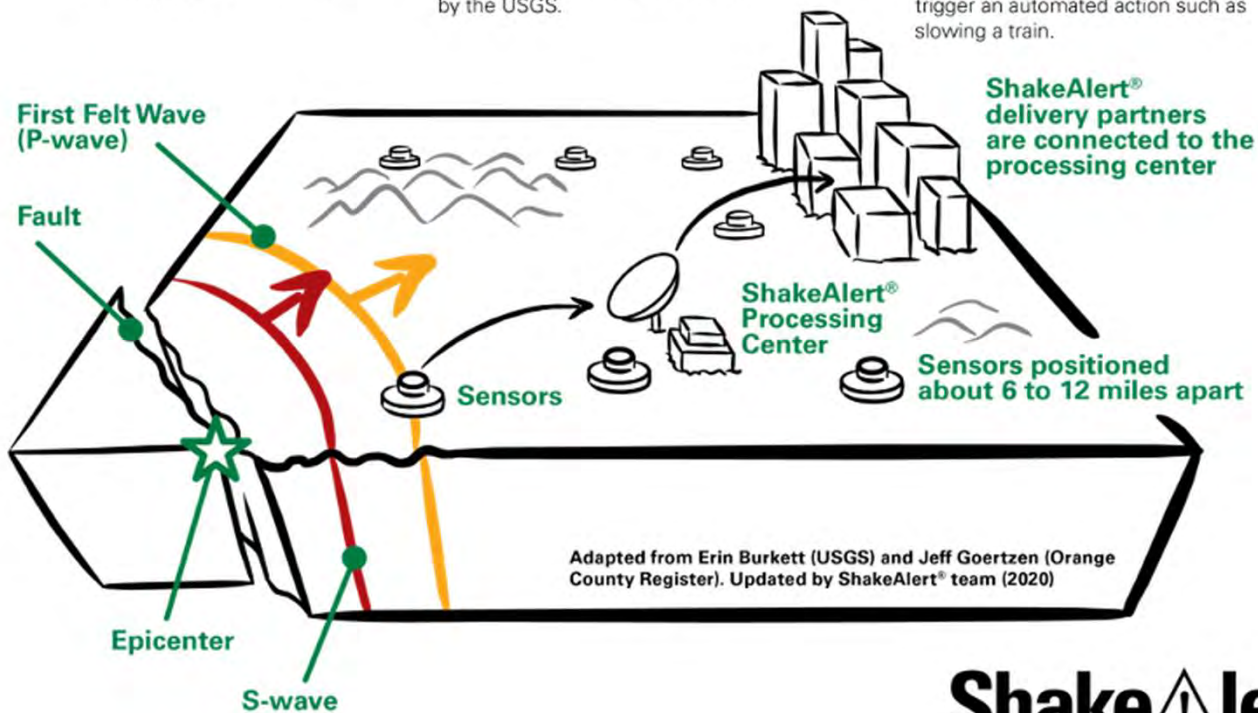 by the USGS.
trigger an automated action such as
slowing a train.
First Felt Wave
(P-wave)
ShakeAlert®
delivery partners
are connected to the
processing center
Fault
ShakeAlert®
Processing
Center
Sensors positioned
about 6 to 12 miles apart
Sensors
Adapted from Erin Burkett (USGS) and Jeff Goertzen (Orange
County Register). Updated by ShakeAlert® team (2020)
Epicenter
S-wave